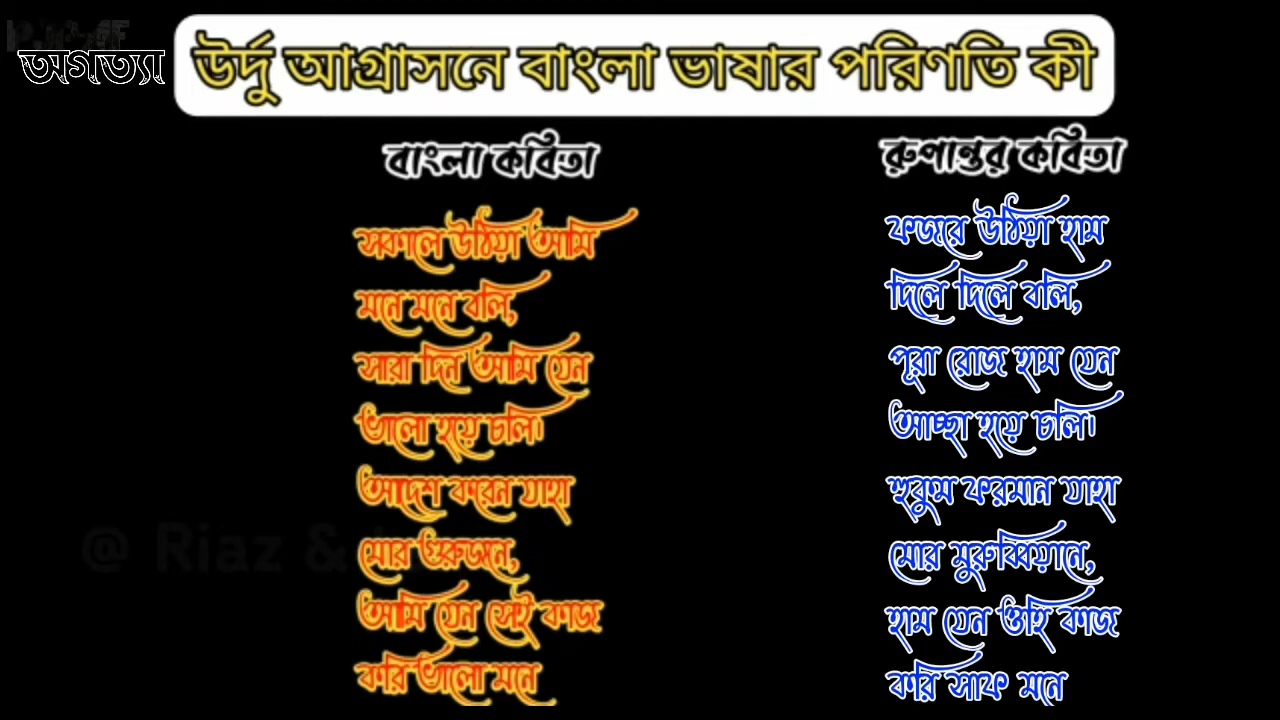 অগত্যা
উর্দু আগ্রাসনে বাংলা ভাষার পরিণতি কী
বাংলা কবিতা
সকালে উঠিয়া আমি
মনে মনে বলি,
সারা দিন আমি যেন
ভালো হয়ে চলি।
আদেশ করেন যাহা
মোর গুরুজনে,
আমি যেন সেই কাজ
করি ভালো মনে
রুপান্তর কবিতা
ফজরে উঠিয়া হাম
দিলে দিলে বলি,
পূরা রোজ হাম যেন
আচ্ছা হয়ে চলি।
হুকুম ফরমান যাহা
মোর মুরুব্বিয়ানে,
হাম যেন ওহি কাজ
করি সাফ মনে
@ Riaz &